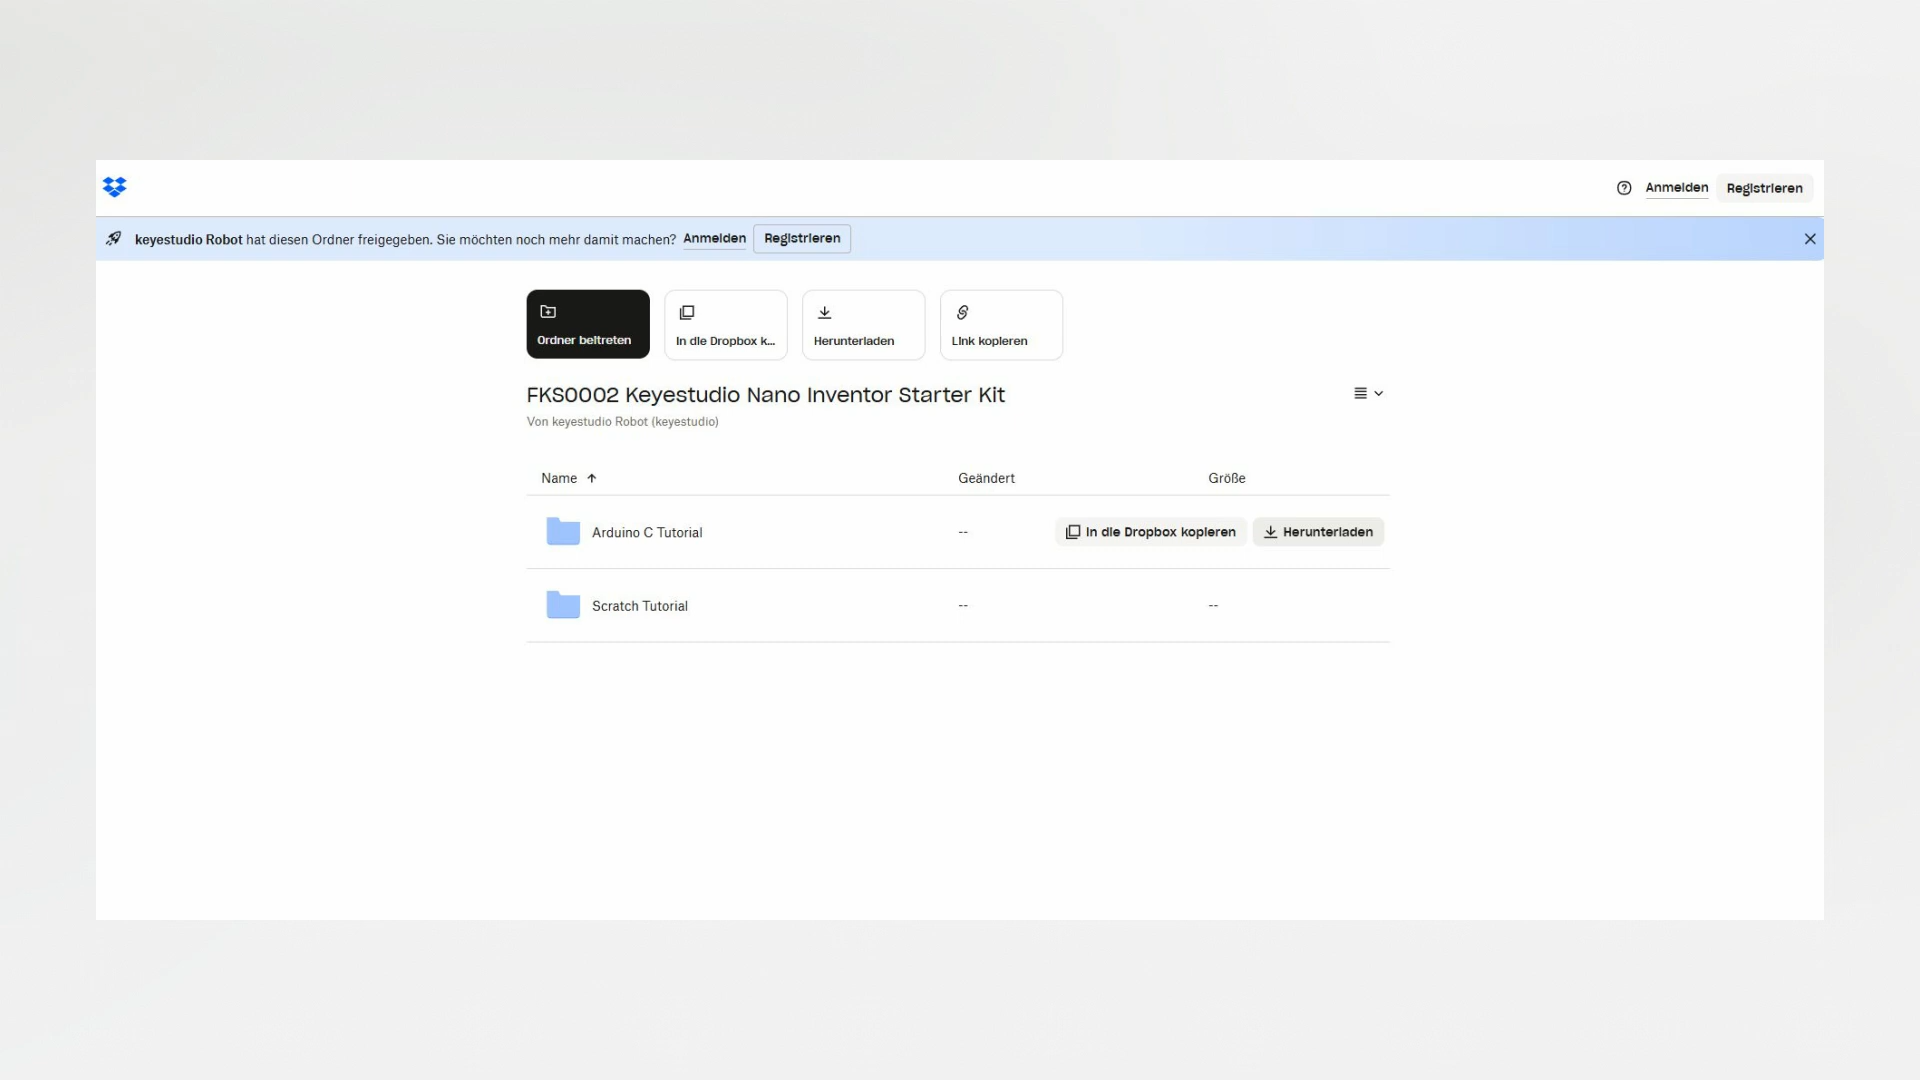 Anmelden Registrieren
keyestudio Robot hat diesen Ordner freigegeben. Sie möchten noch mehr damit machen? Anmelden Registrieren
Ordner beitreten In die Dropbox k... Herunterladen Link kopieren
FKS0002 Keyestudio Nano Inventor Starter Kit
Von keyestudio Robot (keyestudio)
Name Geändert Größe
Arduino C Tutorial -- In die Dropbox kopieren Herunterladen
Scratch Tutorial -- --